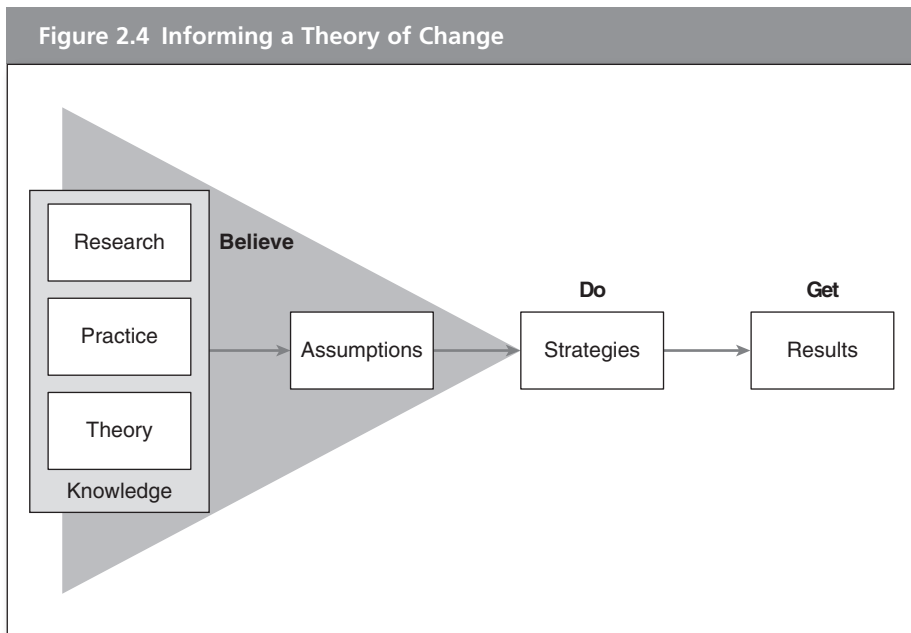 Figure 2.4 Informing a Theory of Change
Research
Believe
Practice
Theory
Knowledge
Assumptions
Do
Strategies
Get
Results